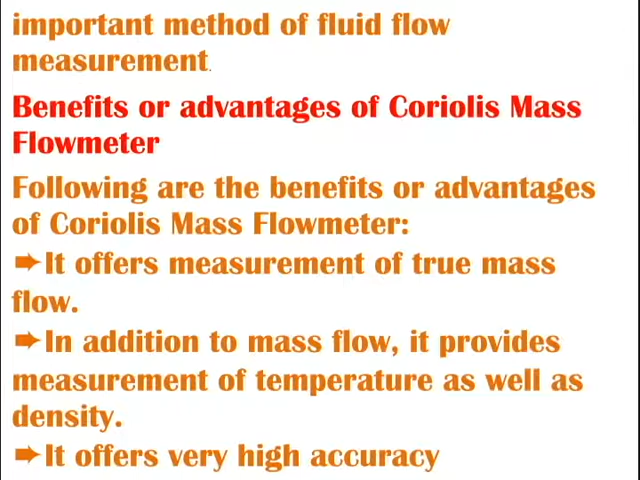 important method of fluid flow
measurement.
Benefits or advantages of Coriolis Mass
Flowmeter
Following are the benefits or advantages
of Coriolis Mass Flowmeter:
➨It offers measurement of true mass
flow.
➨In addition to mass flow, it provides
measurement of temperature as well as
density.
➨It offers very high accuracy